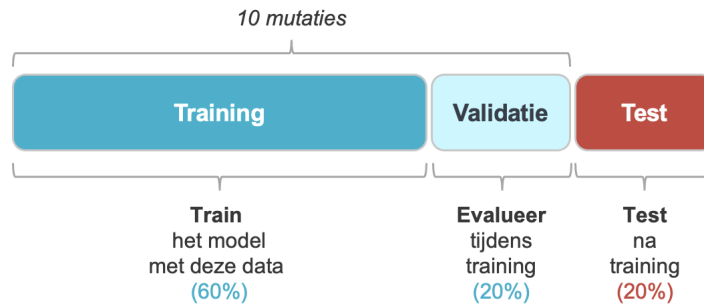 10 mutaties
Training
Validatie
Test
Train
het model
met deze data
(60%)
Evalueer
tijdens
training
(20%)
Test
na
training
(20%)